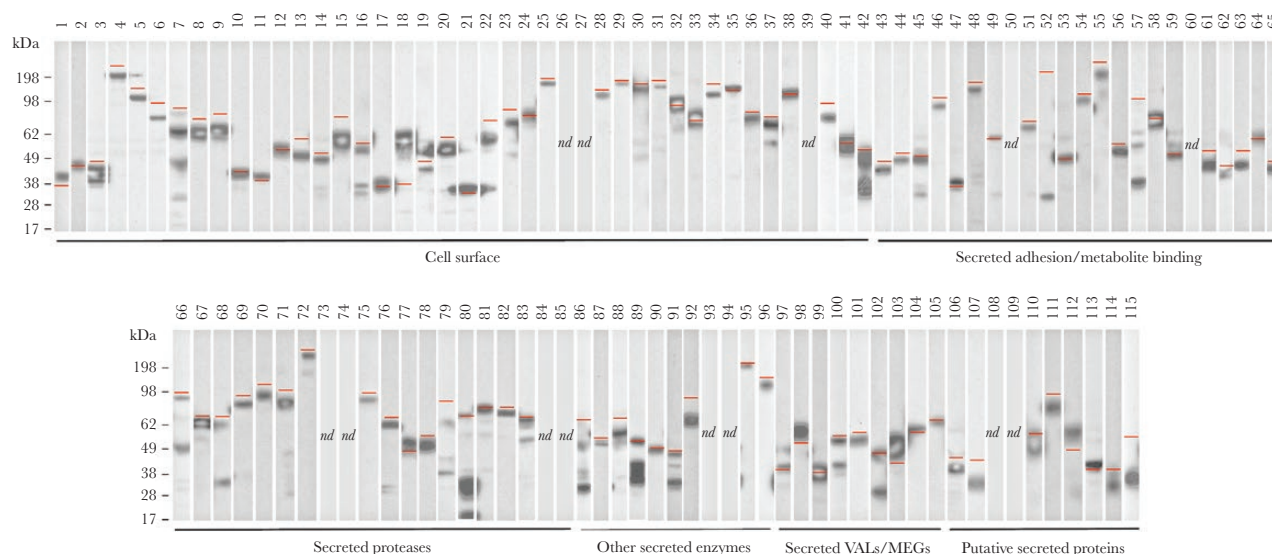 1 2 3 4 5 6 7 8 9 10 11 12 13 14 15 16 17 18 19 20 21 22 23 24 25 26 27 28 29 30 31 32 33 34 35 36 37 38 39 40 41 42 43 44 45 46 47 48 49 50 51 52 53 54 55 56 57 58 59 60 61 62 63 64 65
kDa
198
98
62
49
38
28
17
nd nd nd nd
Cell surface Secreted adhesion/metabolite binding
66 67 68 69 70 71 72 73 74 75 76 77 78 79 80 81 82 83 84 85 86 87 88 89 90 91 92 93 94 95 96 97 98 99 100 101 102 103 104 105 106 107 108 109 110 111 112 113 114 115
kDa
198
98
62
49
38
28
17
nd nd nd nd nd nd nd nd
Secreted proteases Other secreted enzymes Secreted VALs/MEGs Putative secreted proteins